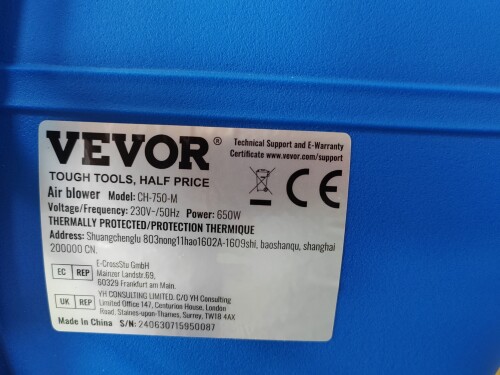 VEVOR®
Technical Support and E-Warranty
Certificate www.vevor.com/support
TOUGH TOOLS, HALF PRICE
Air blower Model: CH-750-M
Voltage/Frequency: 230V~/50Hz Power: 650W
THERMALLY PROTECTED/PROTECTION THERMIQUE
Address: Shuangchenglu 803nong11hao1602A-1609shi, baoshanqu, shanghai
200000 CN.
EC REP
E-CrossStu GmbH
Mainzer Landstr.69,
60329 Frankfurt am Main.
UK REP
YH CONSULTING LIMITED. C/O YH Consulting
Limited Office 147, Centurion House, London
Road, Staines-upon-Thames, Surrey, TW18 4AX
Made In China S/N: 240630715950087
CE